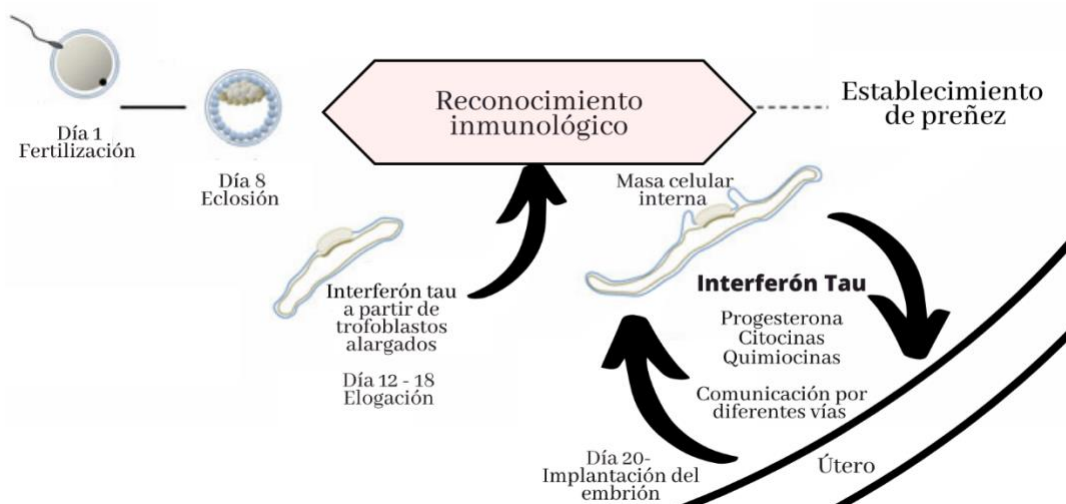 Día 1
Fertilización
Día 8
Eclosión
Reconocimiento
inmunológico
Establecimiento
de preñez
Interferón tau
a partir de
trofoblastos
alargados
Día 12 - 18
Elogación
Masa celular
interna
Interferón Tau
Progesterona
Citocinas
Quimiocinas
Comunicación por
diferentes vías
Día 20-
Implantación del
embrión
Útero